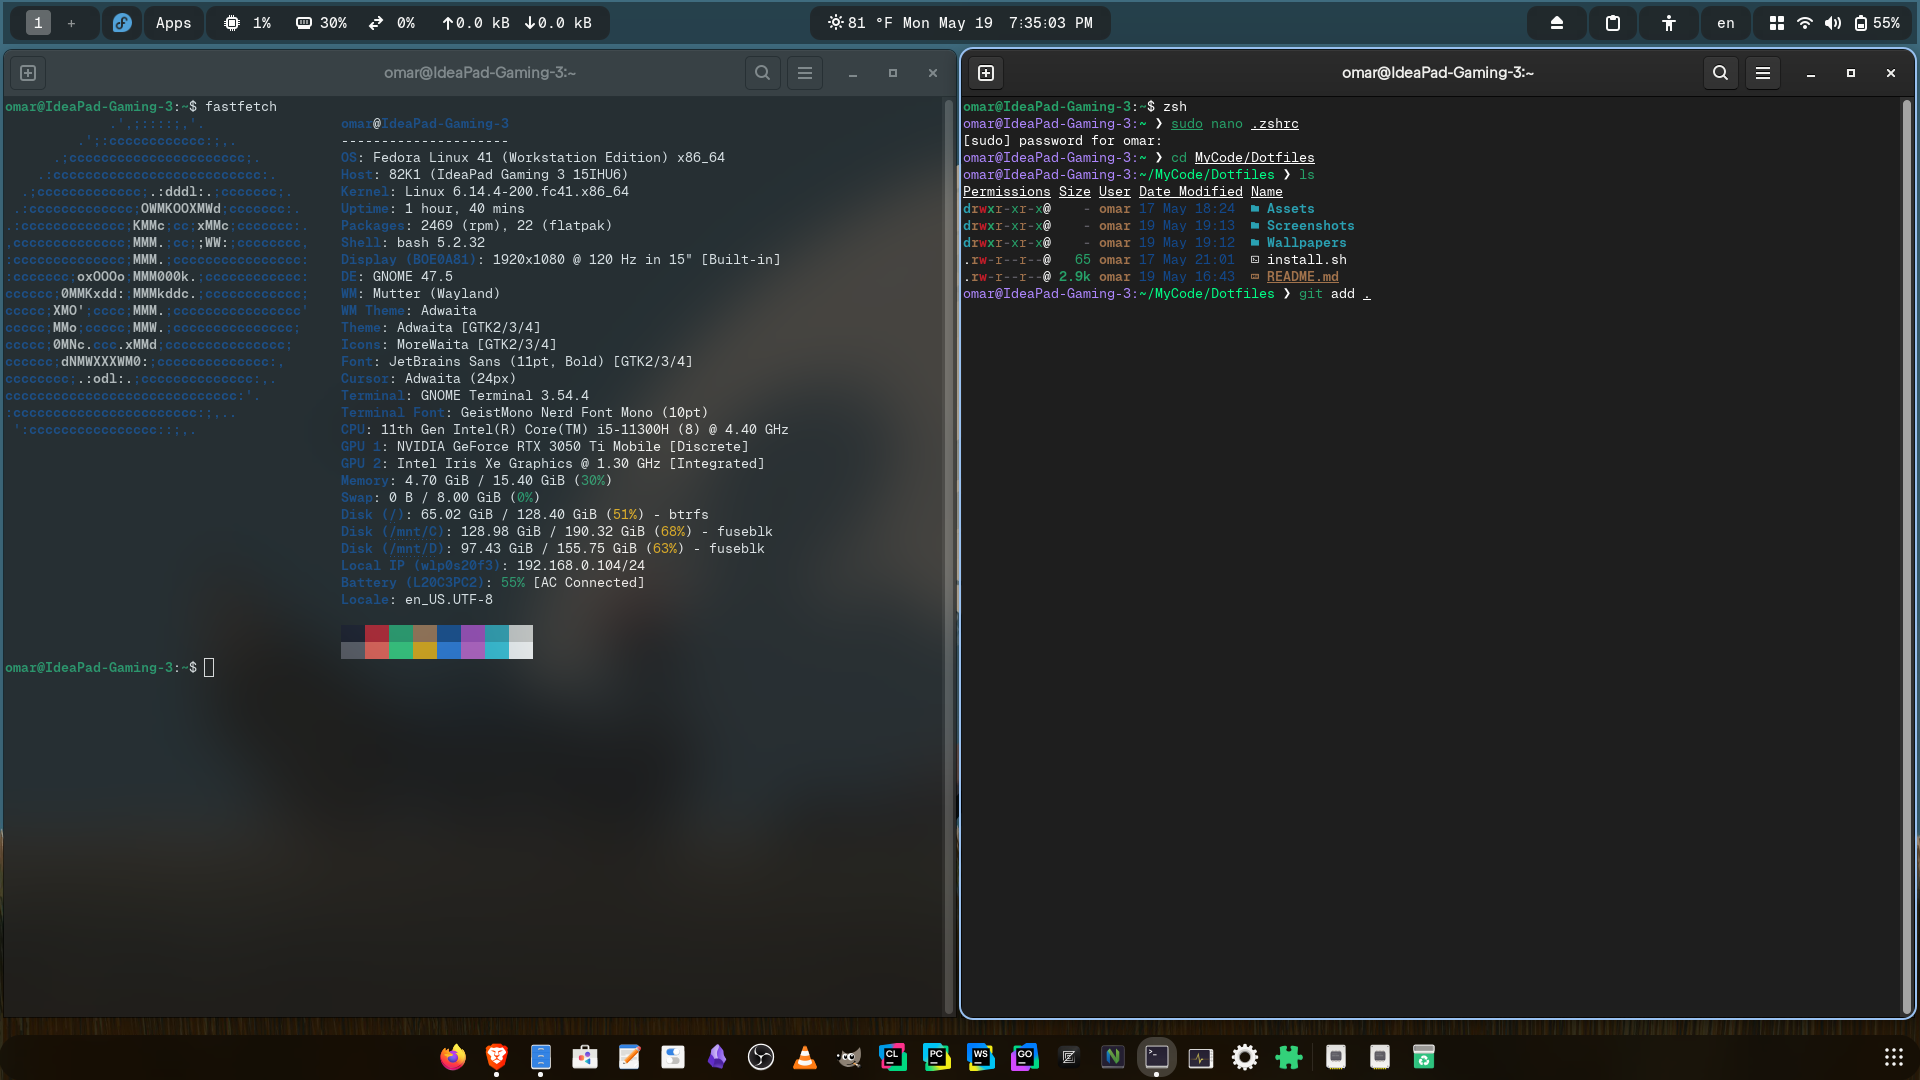 1 + Apps 1% 30% 0% ↑0.0 kB ↓0.0 kB 81 °F Mon May 19 7:35:03 PM en 55%
omar@IdeaPad-Gaming-3:~
omar@IdeaPad-Gaming-3:~$ fastfetch
omar@IdeaPad-Gaming-3
---------------------
OS: Fedora Linux 41 (Workstation Edition) x86_64
Host: 82K1 (IdeaPad Gaming 3 15IHU6)
Kernel: Linux 6.14.4-200.fc41.x86_64
Uptime: 1 hour, 40 mins
Packages: 2469 (rpm), 22 (flatpak)
Shell: bash 5.2.32
Display (BOE0A81): 1920x1080 @ 120 Hz in 15" [Built-in]
DE: GNOME 47.5
WM: Mutter (Wayland)
WM Theme: Adwaita
Theme: Adwaita [GTK2/3/4]
Icons: MoreWaita [GTK2/3/4]
Font: JetBrains Sans (11pt, Bold) [GTK2/3/4]
Cursor: Adwaita (24px)
Terminal: GNOME Terminal 3.54.4
Terminal Font: GeistMono Nerd Font Mono (10pt)
CPU: 11th Gen Intel(R) Core(TM) i5-11300H (8) @ 4.40 GHz
GPU 1: NVIDIA GeForce RTX 3050 Ti Mobile [Discrete]
GPU 2: Intel Iris Xe Graphics @ 1.30 GHz [Integrated]
Memory: 4.70 GiB / 15.40 GiB (30%)
Swap: 0 B / 8.00 GiB (0%)
Disk (/): 65.02 GiB / 128.40 GiB (51%) - btrfs
Disk (/mnt/C): 128.98 GiB / 190.32 GiB (68%) - fuseblk
Disk (/mnt/D): 97.43 GiB / 155.75 GiB (63%) - fuseblk
Local IP (wlp0s20f3): 192.168.0.104/24
Battery (L20C3PC2): 55% [AC Connected]
Locale: en_US.UTF-8
omar@IdeaPad-Gaming-3:~$
omar@IdeaPad-Gaming-3:~
omar@IdeaPad-Gaming-3:~$ zsh
omar@IdeaPad-Gaming-3:~ ❯ sudo nano .zshrc
[sudo] password for omar:
omar@IdeaPad-Gaming-3:~ ❯ cd MyCode/Dotfiles
omar@IdeaPad-Gaming-3:~/MyCode/Dotfiles ❯ ls
Permissions Size User Date Modified Name
drwxr-xr-x@ - omar 17 May 18:24 Assets
drwxr-xr-x@ - omar 19 May 19:13 Screenshots
drwxr-xr-x@ - omar 19 May 19:12 Wallpapers
.rw-r--r--@ 65 omar 17 May 21:01 install.sh
.rw-r--r--@ 2.9k omar 19 May 16:43 README.md
omar@IdeaPad-Gaming-3:~/MyCode/Dotfiles ❯ git add .
CL PC WS GO